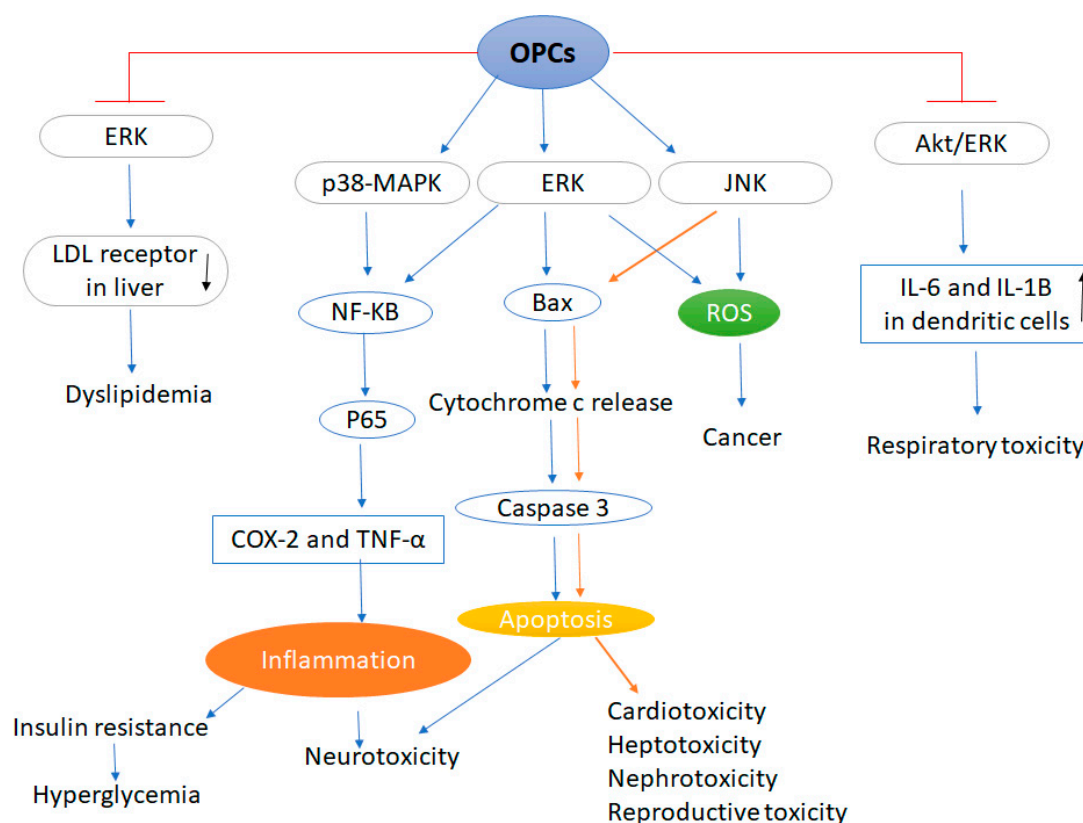 OPCs
ERK
Akt/ERK
p38-MAPK
ERK
JNK
LDL receptor
in liver
NF-KB
Bax
ROS
IL-6 and IL-1B
in dendritic cells
Dyslipidemia
Cytochrome c release
P65
Cancer
Respiratory toxicity
Caspase 3
COX-2 and TNF-α
Apoptosis
Inflammation
Insulin resistance
Neurotoxicity
Hyperglycemia
Cardiotoxicity
Heptotoxicity
Nephrotoxicity
Reproductive toxicity